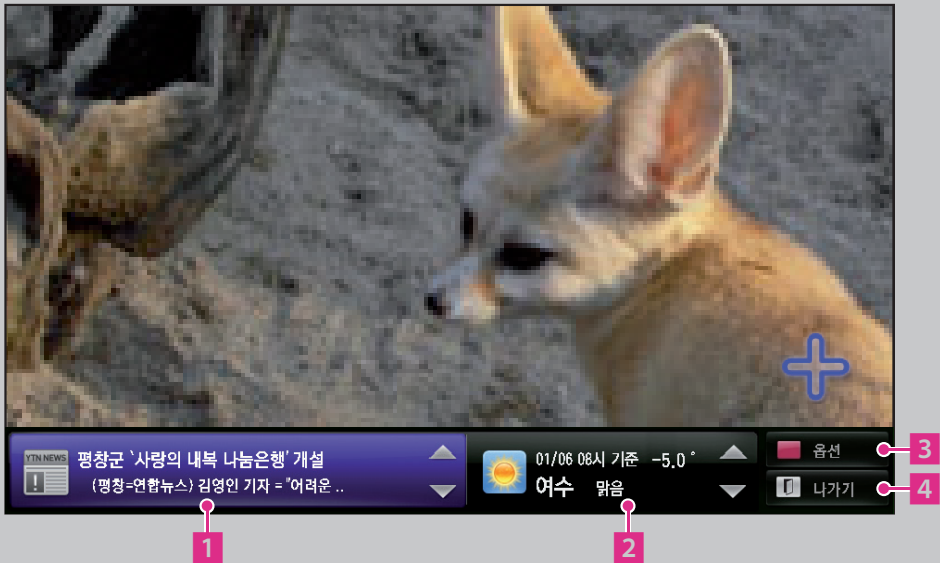 YTN NEWS
평창군 `사랑의 내복 나눔은행' 개설
(평창=연합뉴스) 김영인 기자 = "어려운 ..
01/06 08시 기준 -5.0 °
여수 맑음
옵션
나가기
1
2
3
4